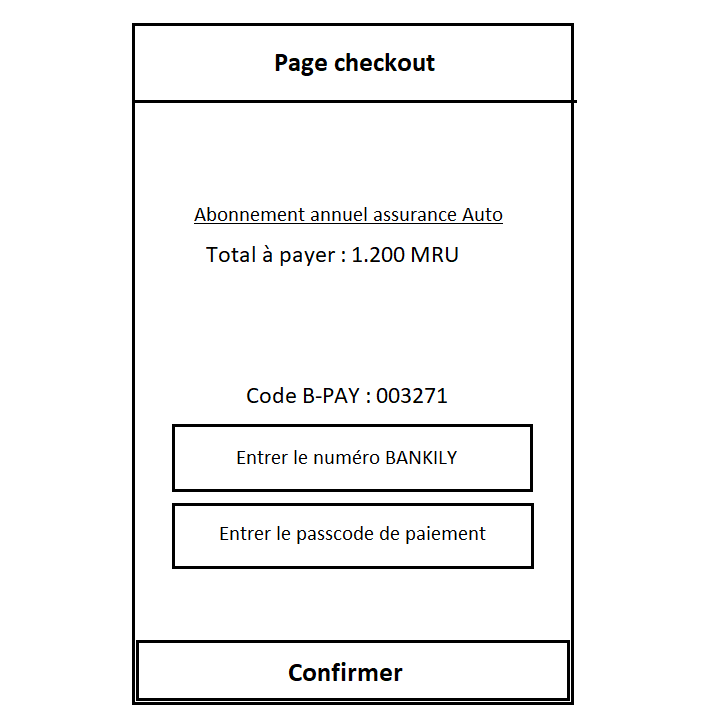 Page checkout
Abonnement annuel assurance Auto
Total à payer : 1.200 MRU
Code B-PAY : 003271
Entrer le numéro BANKILY
Entrer le passcode de paiement
Confirmer